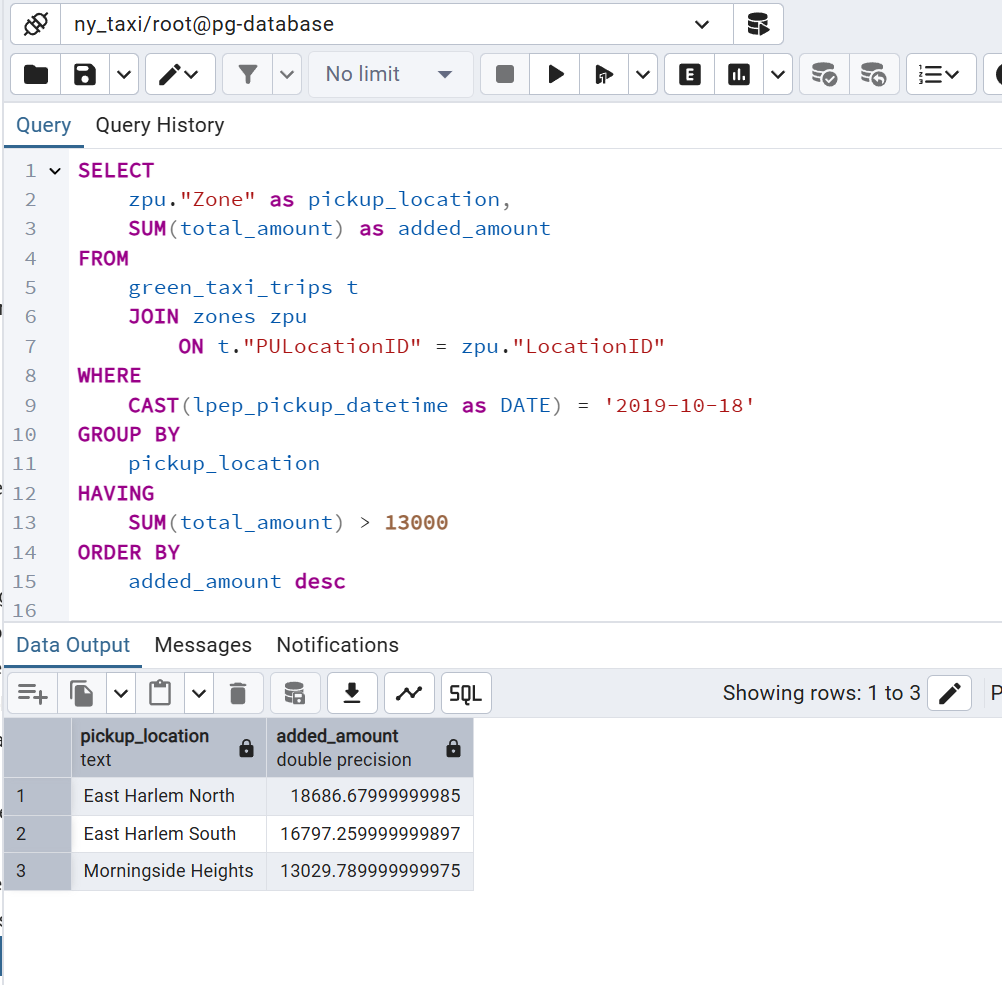 ny_taxi/root@pg-database
No limit
E
Query Query History
1 SELECT
2 zpu."Zone" as pickup_location,
3 SUM(total_amount) as added_amount
4 FROM
5 green_taxi_trips t
6 JOIN zones zpu
7 ON t."PULocationID" = zpu."LocationID"
8 WHERE
9 CAST(lpep_pickup_datetime as DATE) = '2019-10-18'
10 GROUP BY
11 pickup_location
12 HAVING
13 SUM(total_amount) > 13000
14 ORDER BY
15 added_amount desc
16
Data Output Messages Notifications
SQL Showing rows: 1 to 3 P
pickup_location added_amount
text double precision
1 East Harlem North 18686.67999999985
2 East Harlem South 16797.259999999897
3 Morningside Heights 13029.789999999975